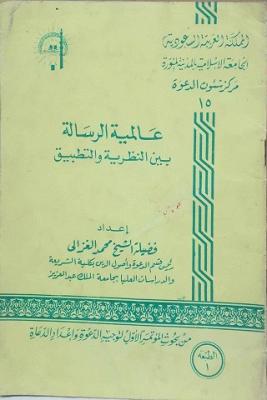 المملكة العربية السعودية
الجامعة الإسلامية بالمدينة المنورة
مركز شئون الدعوة
١٥
عالمية الرسالة
بين النظرية والتطبيق
إعداد
فضيلة الشيخ محمد الغزالي
رئيس قسم الدعوة وأصول الدين بكلية الشريعة
والدراسات العليا بجامعة الملك عبدالعزيز
من بحوث المؤتمر الأول لتوجيه الدعوة وإعداد الدعاة
الطبعة
١